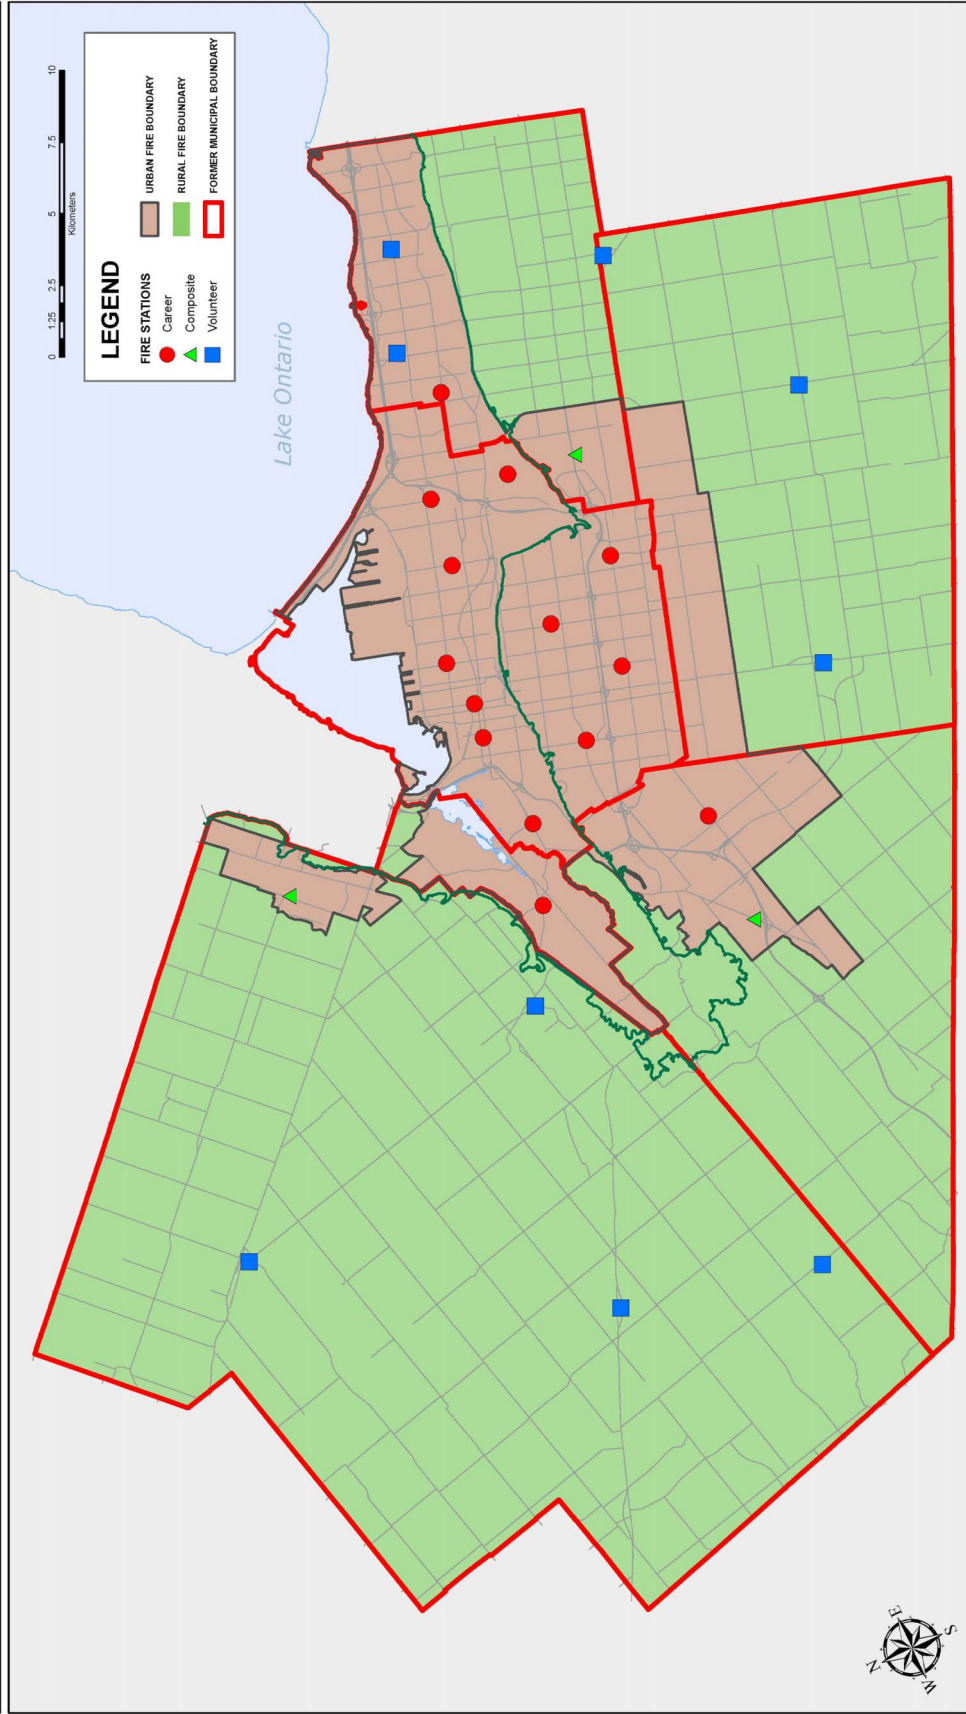 0 1.25 2.5 5 7.5 10
Kilometers
LEGEND
FIRE STATIONS
Career
Composite
Volunteer
URBAN FIRE BOUNDARY
RURAL FIRE BOUNDARY
FORMER MUNICIPAL BOUNDARY
Lake Ontario
N
E
W
S